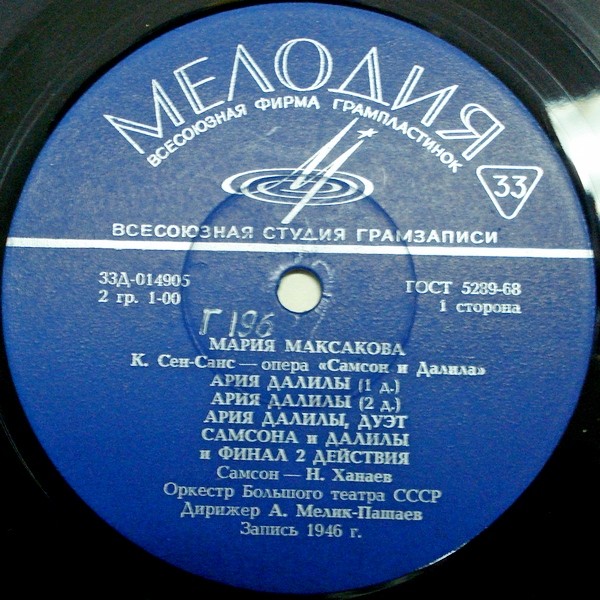 МЕЛОДИЯ
ВСЕСОЮЗНАЯ ФИРМА ГРАМПЛАСТИНОК
33
ВСЕСОЮЗНАЯ СТУДИЯ ГРАМЗАПИСИ
33Д-014905
ГОСТ 5289-68
2 гр. 1-00
1 сторона
Г 196
МАРИЯ МАКСАКОВА
К. Сен-Санс — опера «Самсон и Далила»
АРИЯ ДАЛИЛЫ (1 д.)
АРИЯ ДАЛИЛЫ (2 д.)
АРИЯ ДАЛИЛЫ, ДУЭТ
САМСОНА и ДАЛИЛЫ
и ФИНАЛ 2 ДЕЙСТВИЯ
Самсон — Н. Ханаев
Оркестр Большого театра СССР
Дирижер А. Мелик-Пашаев
Запись 1946 г.